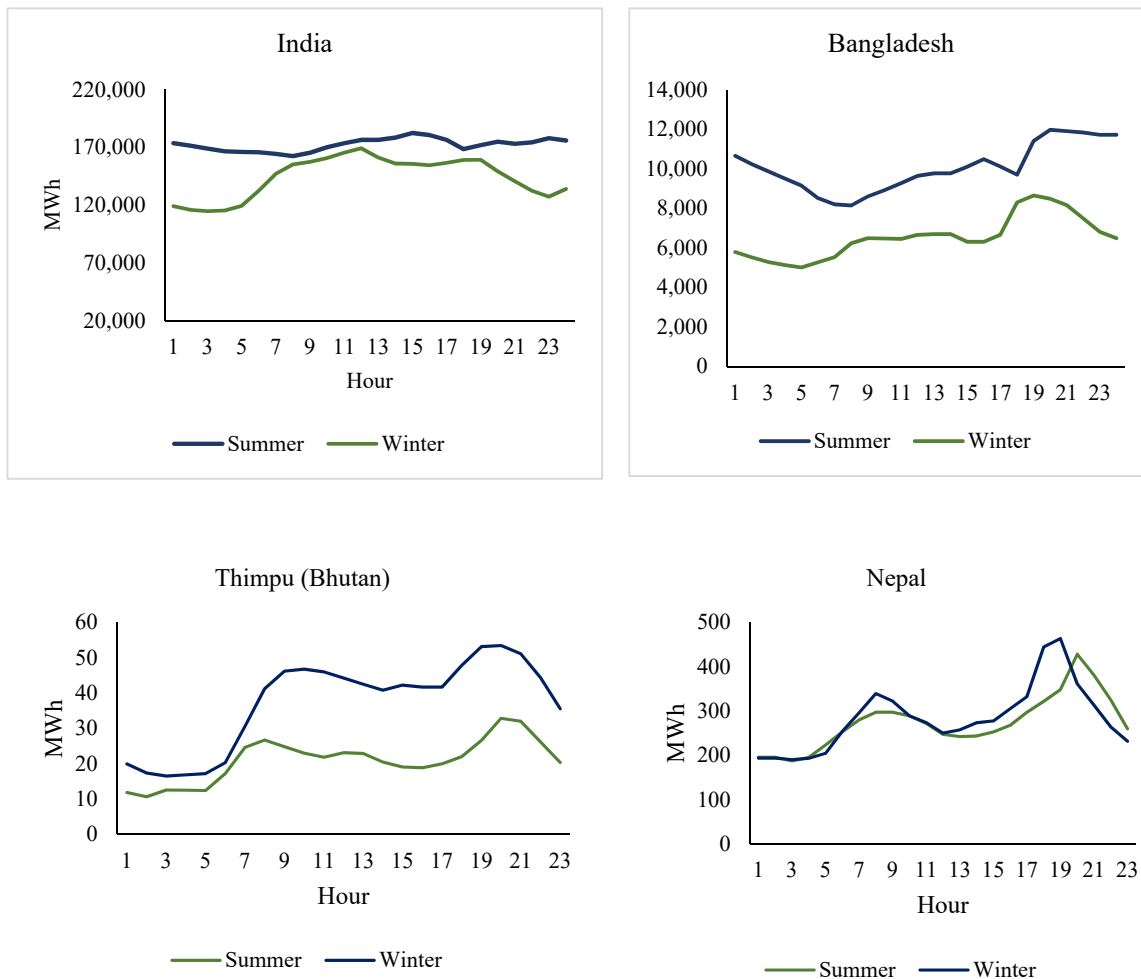 India
220,000
170,000
120,000
70,000
20,000
MWh
1 3 5 7 9 11 13 15 17 19 21 23
Hour
Summer Winter
Bangladesh
14,000
12,000
10,000
8,000
6,000
4,000
2,000
0
1 3 5 7 9 11 13 15 17 19 21 23
Summer Winter
Thimpu (Bhutan)
60
50
40
30
20
10
0
MWh
1 3 5 7 9 11 13 15 17 19 21 23
Hour
Summer Winter
Nepal
500
400
300
200
100
0
MWh
1 3 5 7 9 11 13 15 17 19 21 23
Hour
Summer Winter